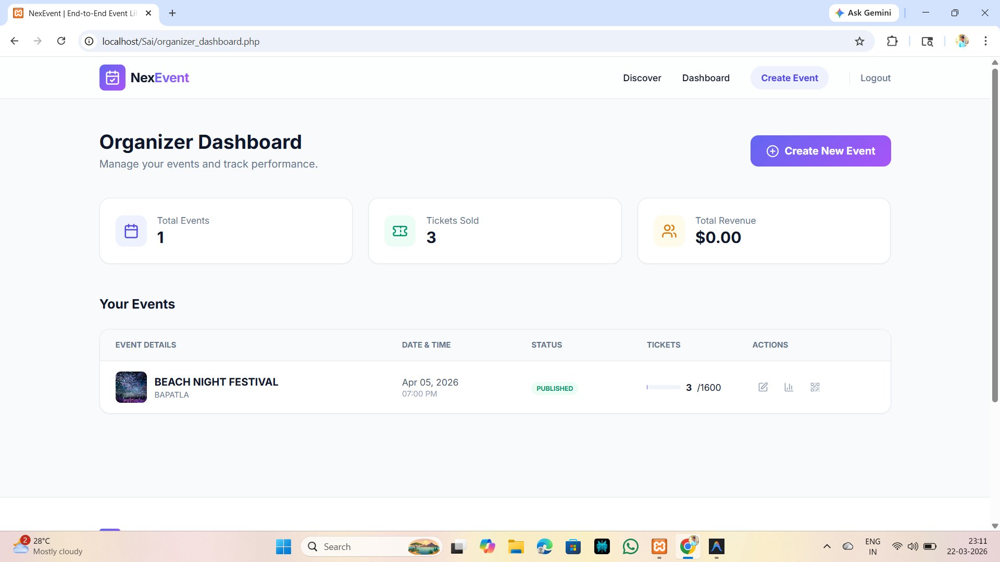 NexEvent | End-to-End Event Lif
Ask Gemini
localhost/Sai/organizer_dashboard.php
NexEvent
Discover
Dashboard
Create Event
Logout
Organizer Dashboard
Manage your events and track performance.
Create New Event
Total Events
1
Tickets Sold
3
Total Revenue
$0.00
Your Events
EVENT DETAILS
DATE & TIME
STATUS
TICKETS
ACTIONS
BEACH NIGHT FESTIVAL
BAPATLA
Apr 05, 2026
07:00 PM
PUBLISHED
3 /1600
2
28°C
Mostly cloudy
Search
ENG
IN
23:11
22-03-2026